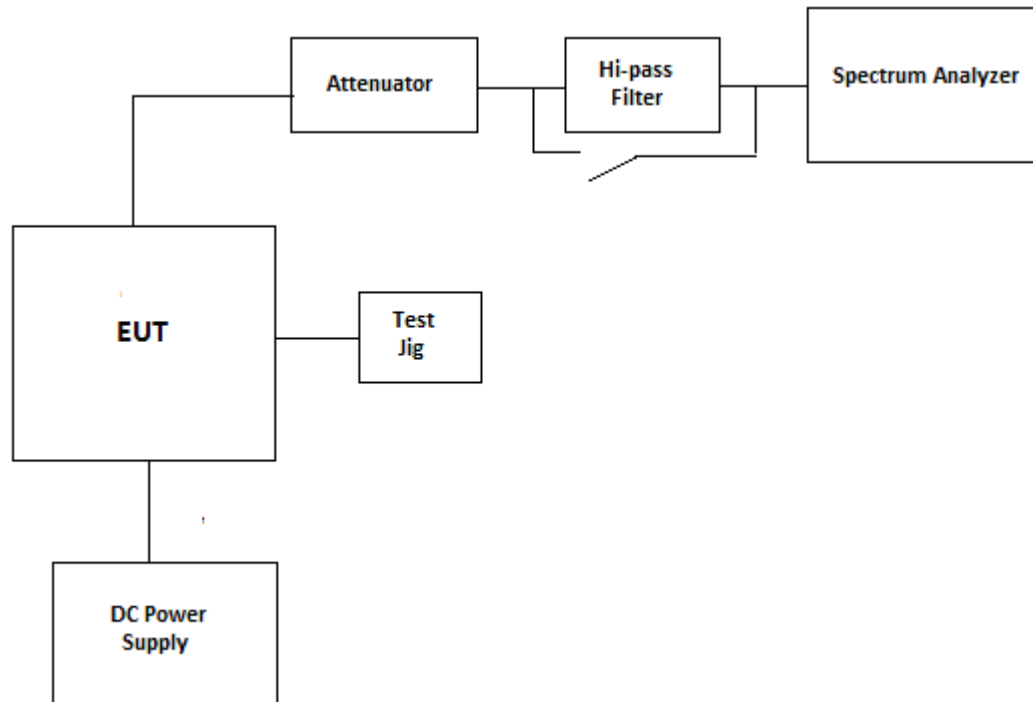 Attenuator
Hi-pass
Filter
Spectrum Analyzer
EUT
Test
Jig
DC Power
Supply